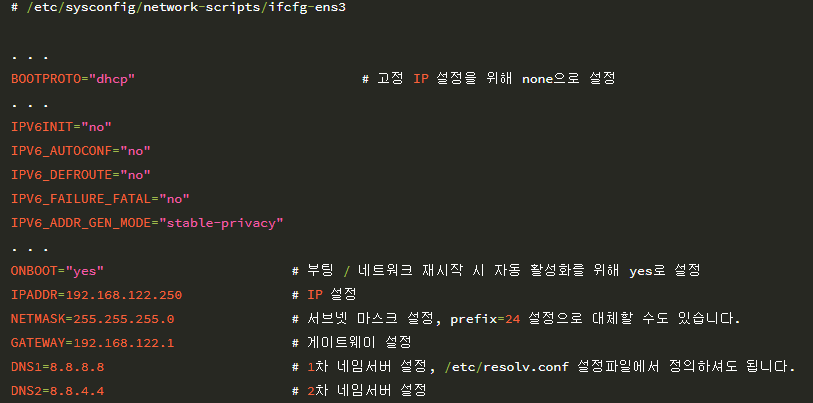 # /etc/sysconfig/network-scripts/ifcfg-ens3
. . .
BOOTPROTO="dhcp" # 고정 IP 설정을 위해 none으로 설정
. . .
IPV6INIT="no"
IPV6_AUTOCONF="no"
IPV6_DEFROUTE="no"
IPV6_FAILURE_FATAL="no"
IPV6_ADDR_GEN_MODE="stable-privacy"
. . .
ONBOOT="yes" # 부팅 / 네트워크 재시작 시 자동 활성화를 위해 yes로 설정
IPADDR=192.168.122.250 # IP 설정
NETMASK=255.255.255.0 # 서브넷 마스크 설정, prefix=24 설정으로 대체할 수도 있습니다.
GATEWAY=192.168.122.1 # 게이트웨이 설정
DNS1=8.8.8.8 # 1차 네임서버 설정, /etc/resolv.conf 설정파일에서 정의하셔도 됩니다.
DNS2=8.8.4.4 # 2차 네임서버 설정